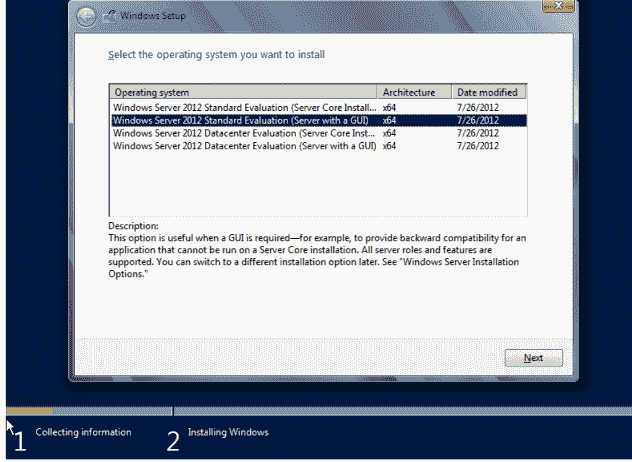 Windows Setup
Select the operating system you want to install
Operating system Architecture Date modified
Windows Server 2012 Standard Evaluation (Server Core Install... x64 7/26/2012
Windows Server 2012 Standard Evaluation (Server with a GUI) x64 7/26/2012
Windows Server 2012 Datacenter Evaluation (Server Core Inst... x64 7/26/2012
Windows Server 2012 Datacenter Evaluation (Server with a GUI) x64 7/26/2012
Description:
This option is useful when a GUI is required—for example, to provide backward compatibility for an
application that cannot be run on a Server Core installation. All server roles and features are
supported. You can switch to a different installation option later. See "Windows Server Installation
Options."
Next
1 Collecting information 2 Installing Windows